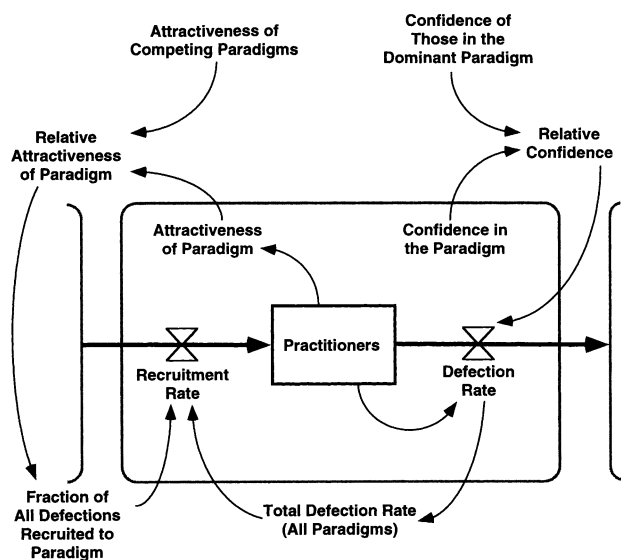 Attractiveness of
Competing Paradigms
Confidence of
Those in the
Dominant Paradigm
Relative
Attractiveness
of Paradigm
Relative
Confidence
Attractiveness
of Paradigm
Confidence in
the Paradigm
Practitioners
Recruitment
Rate
Defection
Rate
Fraction of
All Defections
Recruited to
Paradigm
Total Defection Rate
(All Paradigms)